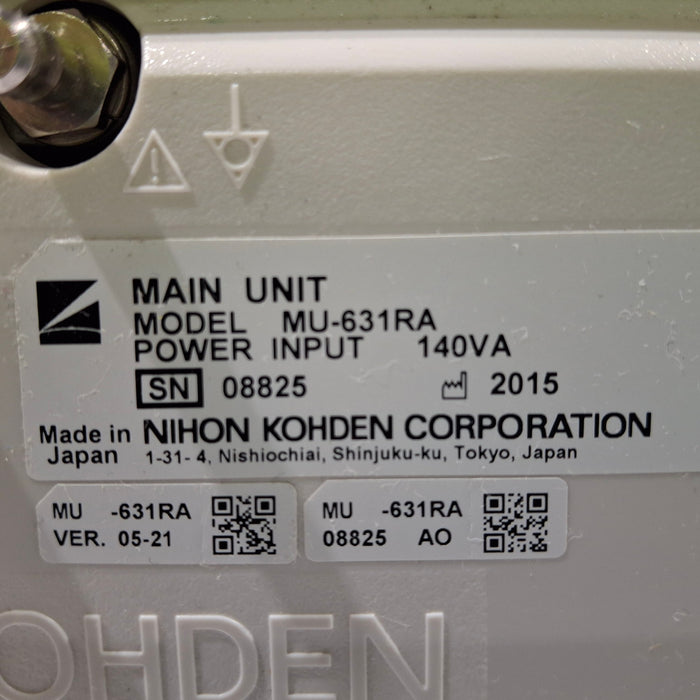 MAIN UNIT
MODEL MU-631RA
POWER INPUT 140VA
SN 08825 2015
Made in Japan NIHON KOHDEN CORPORATION
1-31-4, Nishiochiai, Shinjuku-ku, Tokyo, Japan
MU -631RA
VER. 05-21
MU -631RA
08825 AO
OHDEN